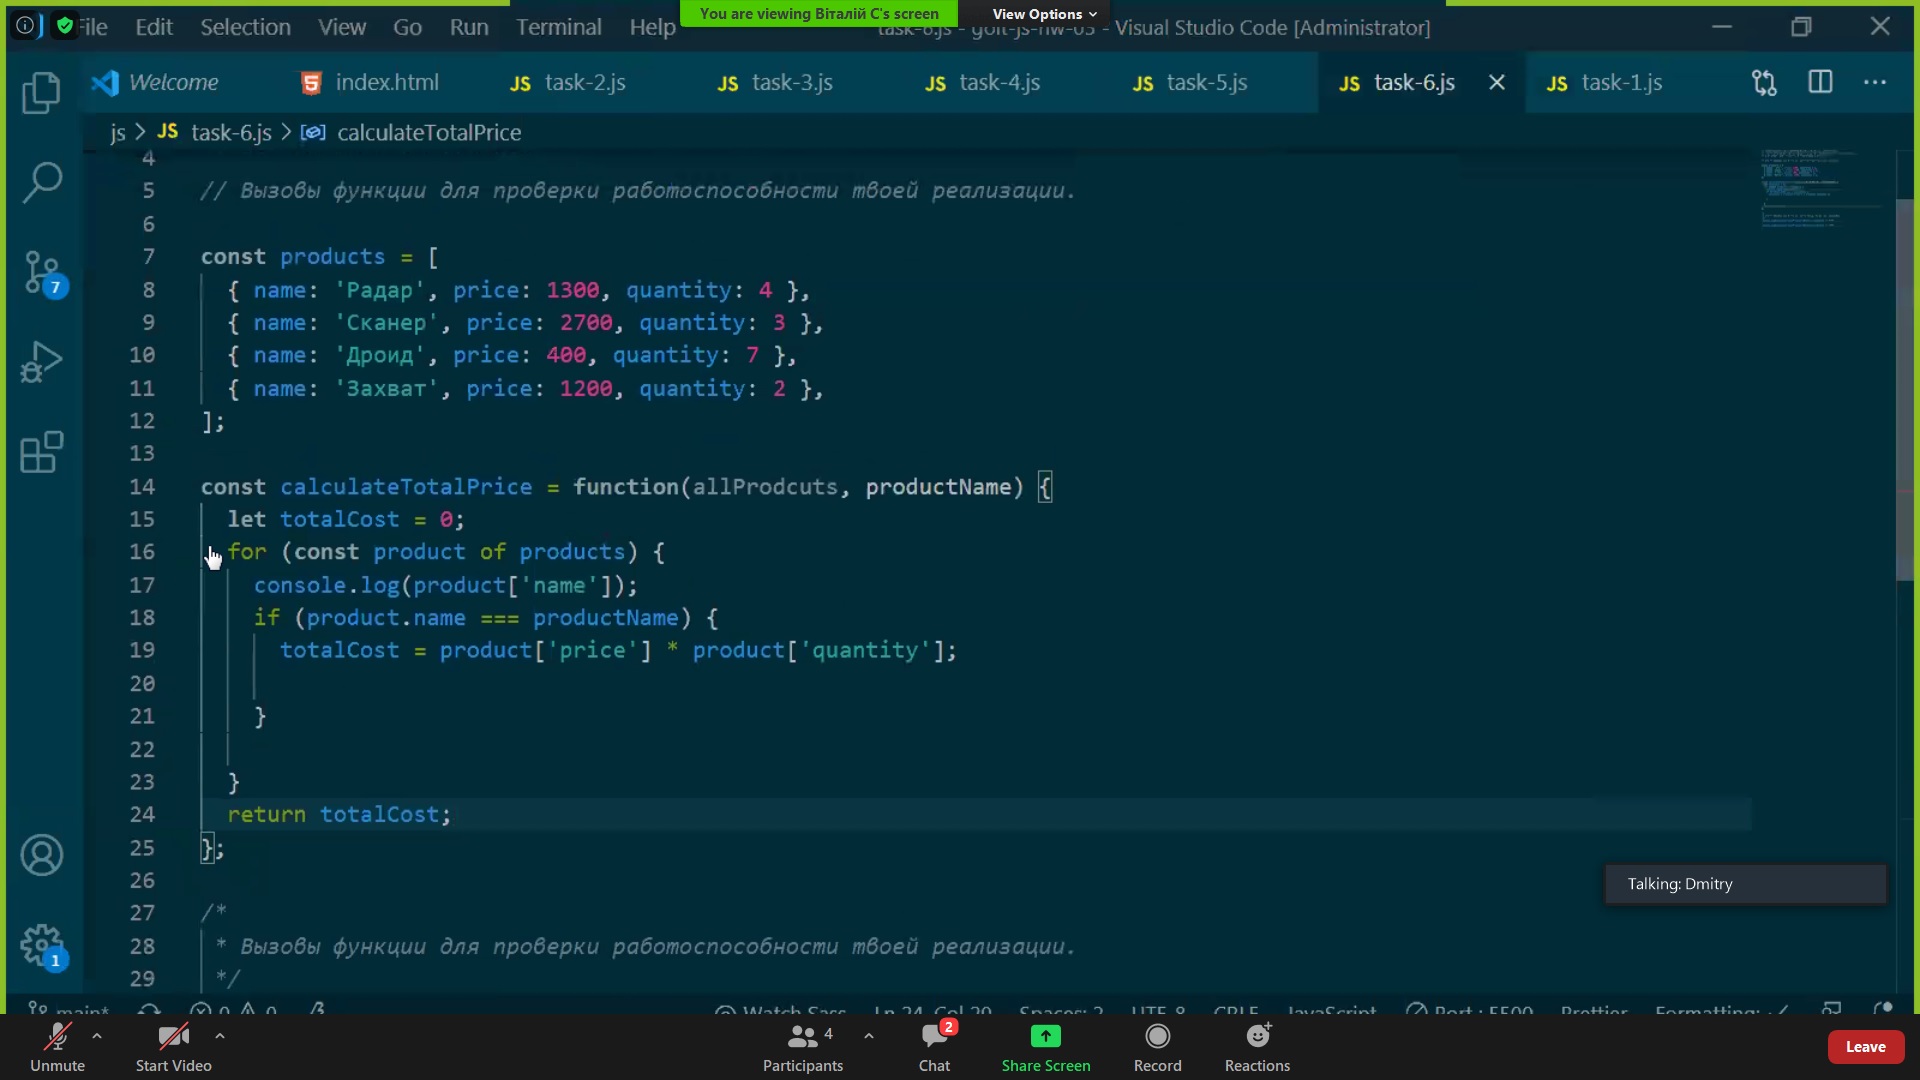 You are viewing Віталій С's screen View Options
File Edit Selection View Go Run Terminal Help task-6.js - goit-js-hw-03 - Visual Studio Code [Administrator]
Welcome index.html JS task-2.js JS task-3.js JS task-4.js JS task-5.js JS task-6.js JS task-1.js
js > JS task-6.js > calculateTotalPrice
4
5 // Вызовы функции для проверки работоспособности твоей реализации.
6
7 const products = [
8 { name: 'Радар', price: 1300, quantity: 4 },
9 { name: 'Сканер', price: 2700, quantity: 3 },
10 { name: 'Дроид', price: 400, quantity: 7 },
11 { name: 'Захват', price: 1200, quantity: 2 },
12 ];
13
14 const calculateTotalPrice = function(allProdcuts, productName) {
15 let totalCost = 0;
16 for (const product of products) {
17 console.log(product['name']);
18 if (product.name === productName) {
19 totalCost = product['price'] * product['quantity'];
20
21 }
22
23 }
24 return totalCost;
25 };
26
27 /*
28 * Вызовы функции для проверки работоспособности твоей реализации.
29 */
7
1
Talking: Dmitry
main* 0 0 Watch Sass Ln 24, Col 20 Spaces: 2 UTF-8 CRLF JavaScript Port : 5500 Prettier Formatting: ✓
Unmute Start Video 4 Participants 2 Chat Share Screen Record Reactions Leave